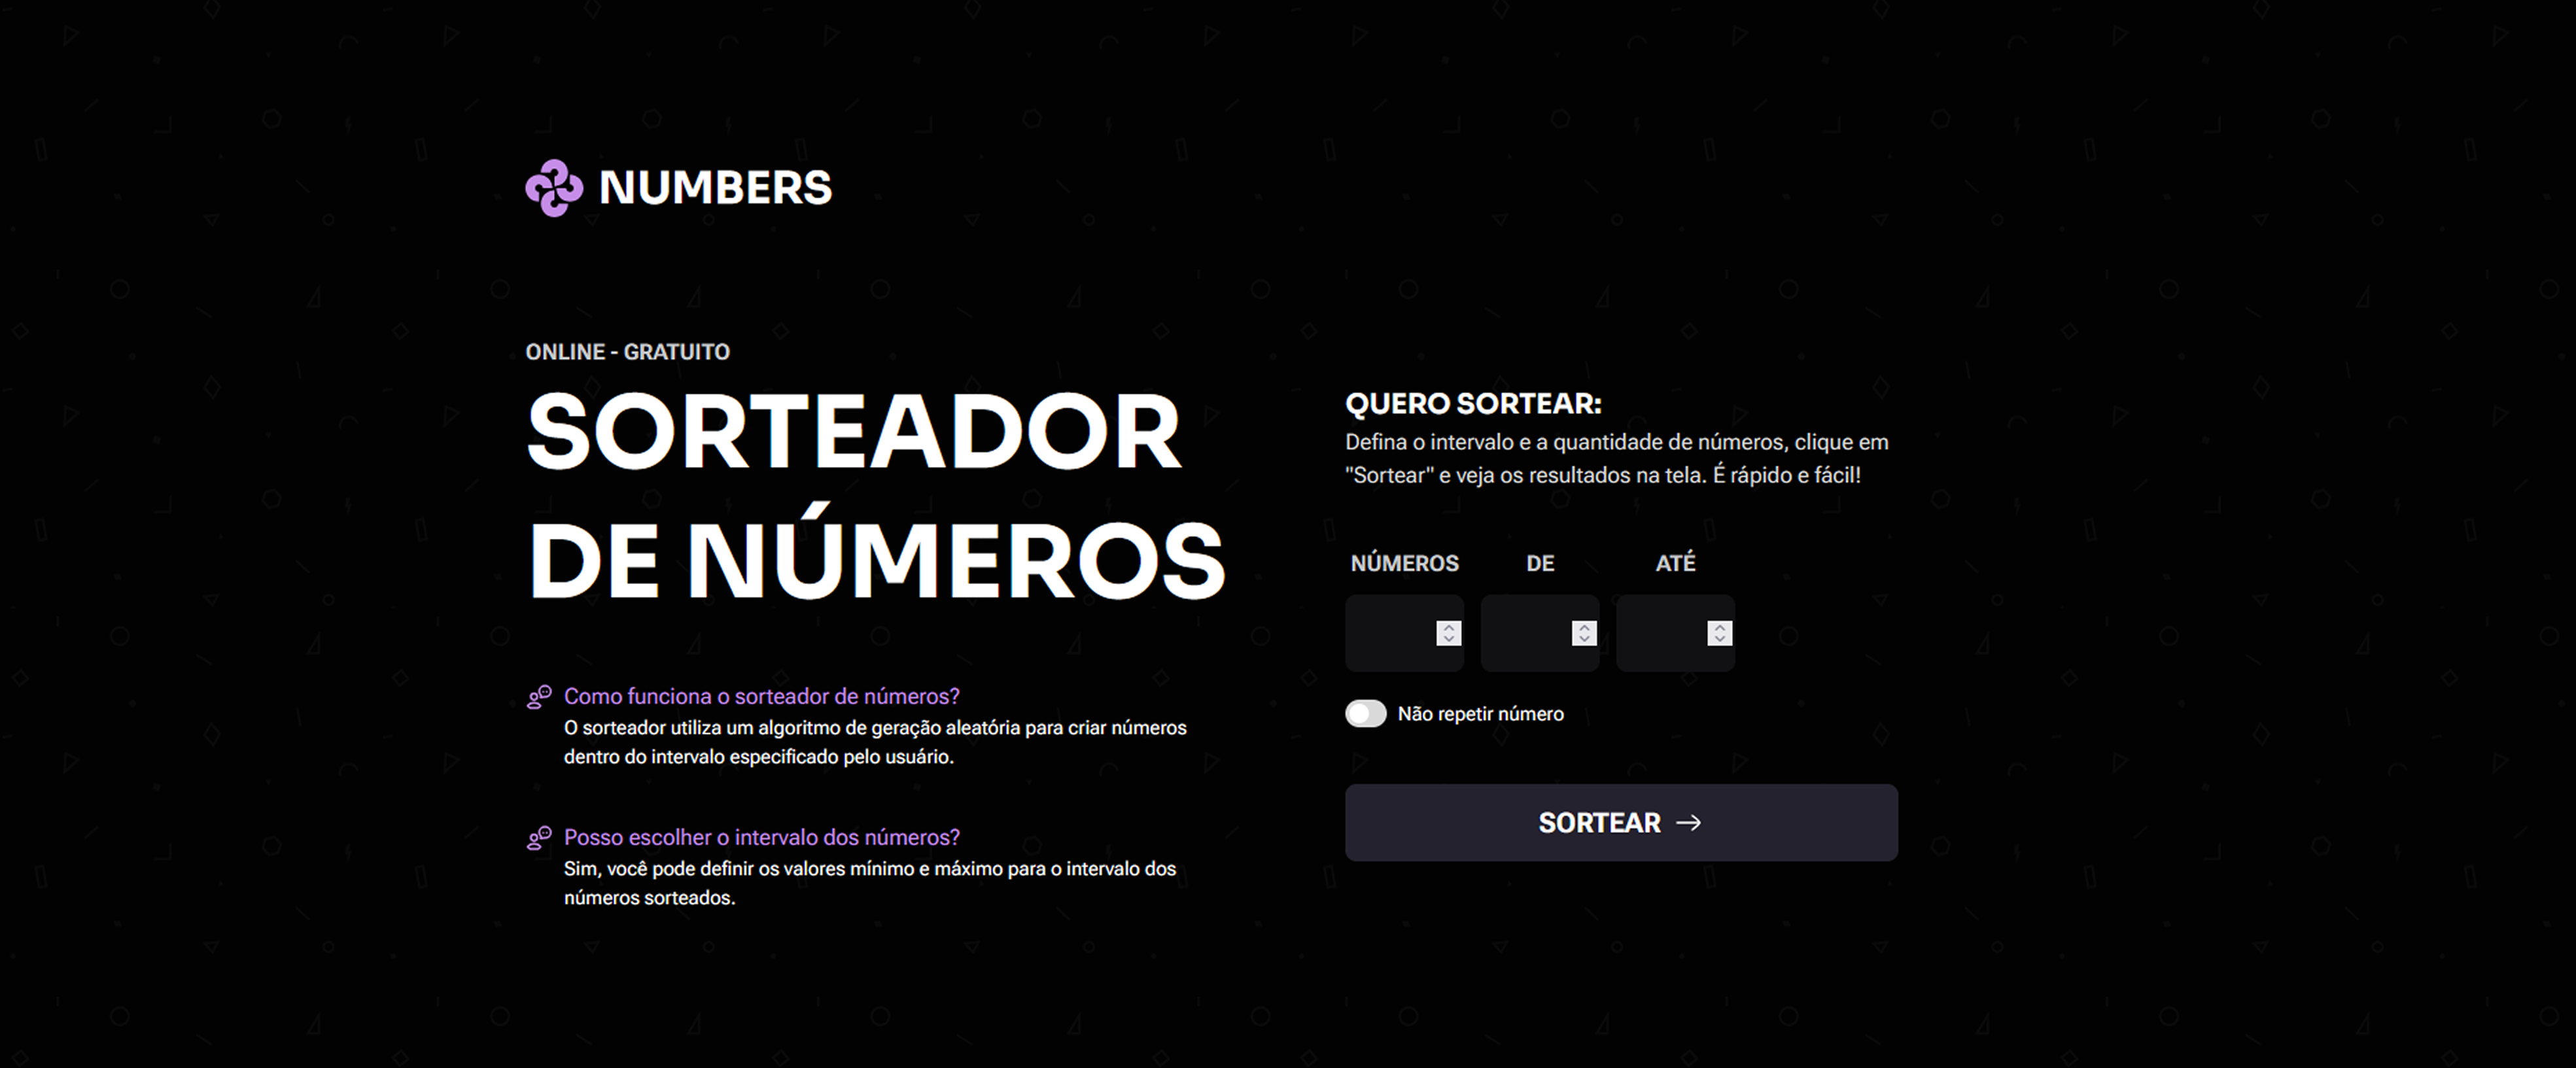 NUMBERS
ONLINE - GRATUITO
SORTEADOR
DE NÚMEROS
Como funciona o sorteador de números?
O sorteador utiliza um algoritmo de geração aleatória para criar números
dentro do intervalo especificado pelo usuário.
Posso escolher o intervalo dos números?
Sim, você pode definir os valores mínimo e máximo para o intervalo dos
números sorteados.
QUERO SORTEAR:
Defina o intervalo e a quantidade de números, clique em
"Sortear" e veja os resultados na tela. É rápido e fácil!
NÚMEROS DE ATÉ
Não repetir número
SORTEAR